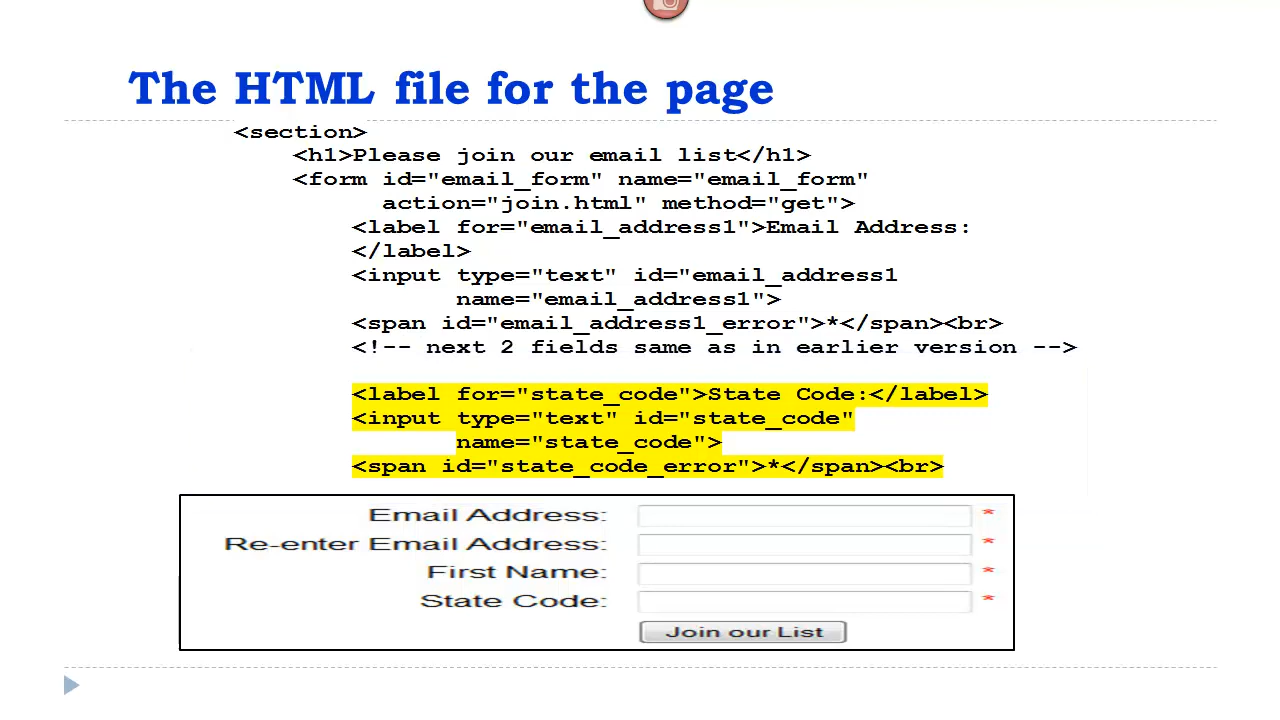 The HTML file for the page
<section>
<h1>Please join our email list</h1>
<form id="email_form" name="email_form"
action="join.html" method="get">
<label for="email_address1">Email Address:
</label>
<input type="text" id="email_address1
name="email_address1">
<span id="email_address1_error">*</span><br>
<!-- next 2 fields same as in earlier version -->
<label for="state_code">State Code:</label>
<input type="text" id="state_code"
name="state_code">
<span id="state_code_error">*</span><br>
Email Address: *
Re-enter Email Address: *
First Name: *
State Code: *
Join our List